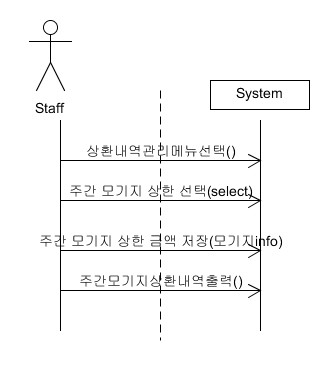 Staff
System
상환내역관리메뉴선택()
주간 모기지 상한 선택(select)
주간 모기지 상한 금액 저장(모기지info)
주간모기지상환내역출력()